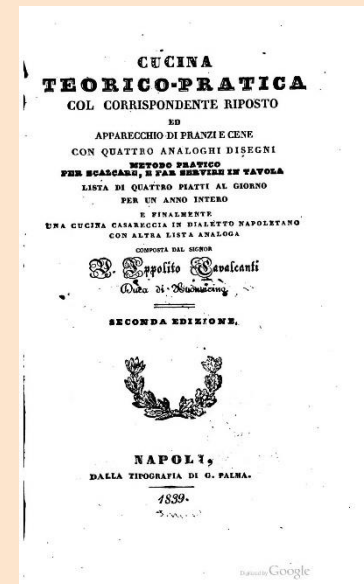 CUCINA
TEORICO-PRATICA
COL CORRISPONDENTE RIPOSTO
ED
APPARECCHIO DI PRANZI E CENE
CON QUATTRO ANALOGHI DISEGNI
METODO PRATICO
PER SCALCARE, E FAR SERVIRE IN TAVOLA
LISTA DI QUATTRO PIATTI AL GIORNO
PER UN ANNO INTERO
E FINALMENTE
UNA CUCINA CASARECCIA IN DIALETTO NAPOLETANO
CON ALTRA LISTA ANALOGA
COMPOSTA DAL SIGNOR
Ippolito Cavalcanti
Duca di
SECONDA EDIZIONE,
NAPOLI,
DALLA TIPOGRAFIA DI G. PALMA.
1839.
Google